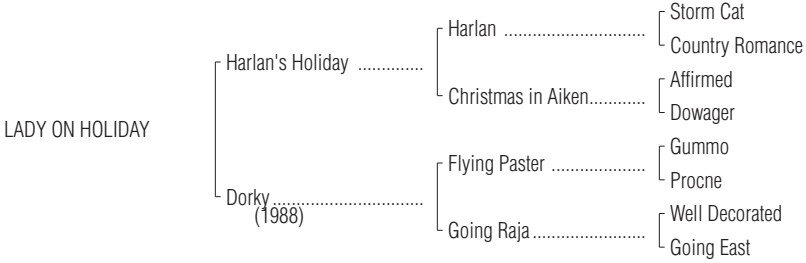 Storm Cat
Harlan ..............................
Country Romance
Harlan's Holiday ..............
Affirmed
Christmas in Aiken............
Dowager
LADY ON HOLIDAY
Gummo
Flying Paster ....................
Procne
Dorky................................
(1988)
Well Decorated
Going Raja........................
Going East